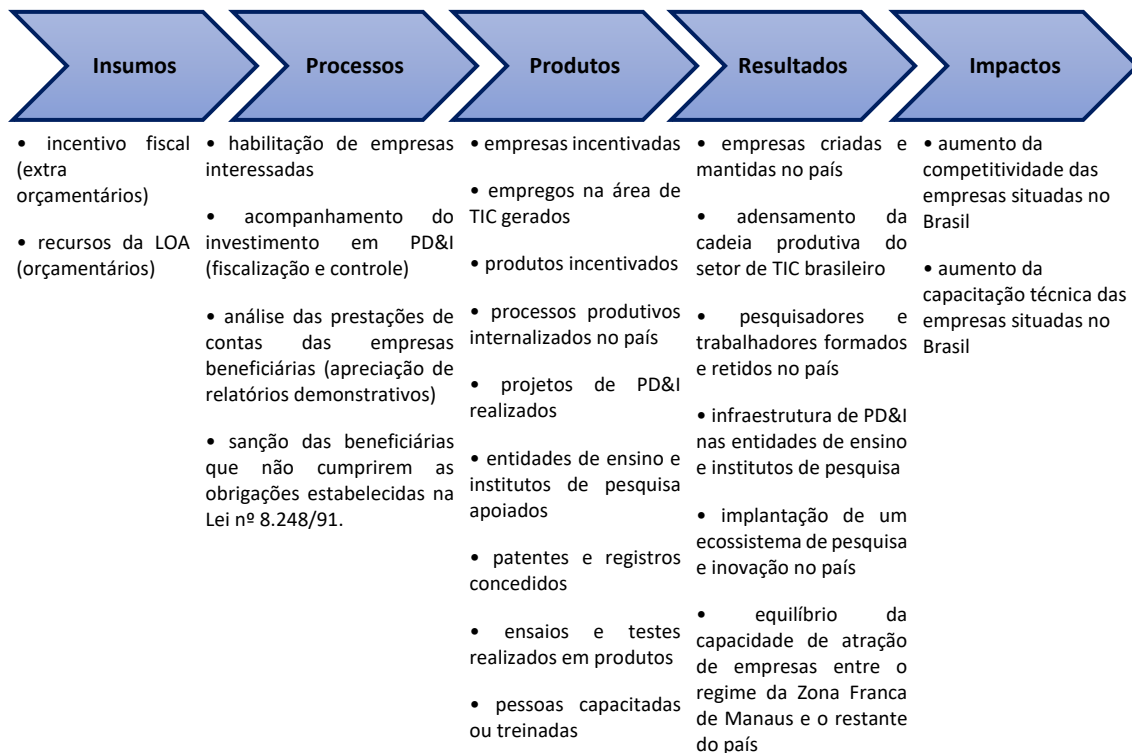 Insumos
Processos
Produtos
Resultados
Impactos
• incentivo fiscal
(extra
orçamentários)
• recursos da LOA
(orçamentários)
• habilitação de empresas
interessadas
• acompanhamento do
investimento em PD&I
(fiscalização e controle)
• análise das prestações de
contas das empresas
beneficiárias (apreciação de
relatórios demonstrativos)
• sanção das beneficiárias
que não cumprirem as
obrigações estabelecidas na
Lei nº 8.248/91.
• empresas incentivadas
• empregos na área de
TIC gerados
• produtos incentivados
• processos produtivos
internalizados no país
• projetos de PD&I
realizados
• entidades de ensino e
institutos de pesquisa
apoiados
• patentes e registros
concedidos
• ensaios e testes
realizados em produtos
• pessoas capacitadas
ou treinadas
• empresas criadas e
mantidas no país
• adensamento da
cadeia produtiva do
setor de TIC brasileiro
• pesquisadores e
trabalhadores formados
e retidos no país
• infraestrutura de PD&I
nas entidades de ensino
e institutos de pesquisa
• implantação de um
ecossistema de pesquisa
e inovação no país
• equilíbrio da
capacidade de atração
de empresas entre o
regime da Zona Franca
de Manaus e o restante
do país
• aumento da
competitividade das
empresas situadas no
Brasil
• aumento da
capacitação técnica das
empresas situadas no
Brasil